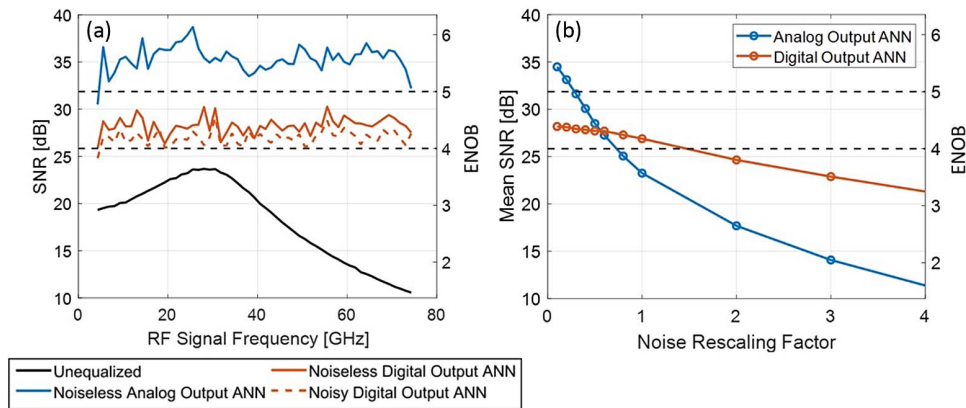 (a)
40
35
30
25
20
15
10
SNR [dB]
6
5
4
3
2
ENOB
0
20
40
60
80
RF Signal Frequency [GHz]
Unequalized
Noiseless Analog Output ANN
Noiseless Digital Output ANN
Noisy Digital Output ANN
(b)
40
35
30
25
20
15
10
Mean SNR [dB]
Analog Output ANN
Digital Output ANN
6
5
4
3
2
ENOB
0
1
2
3
4
Noise Rescaling Factor